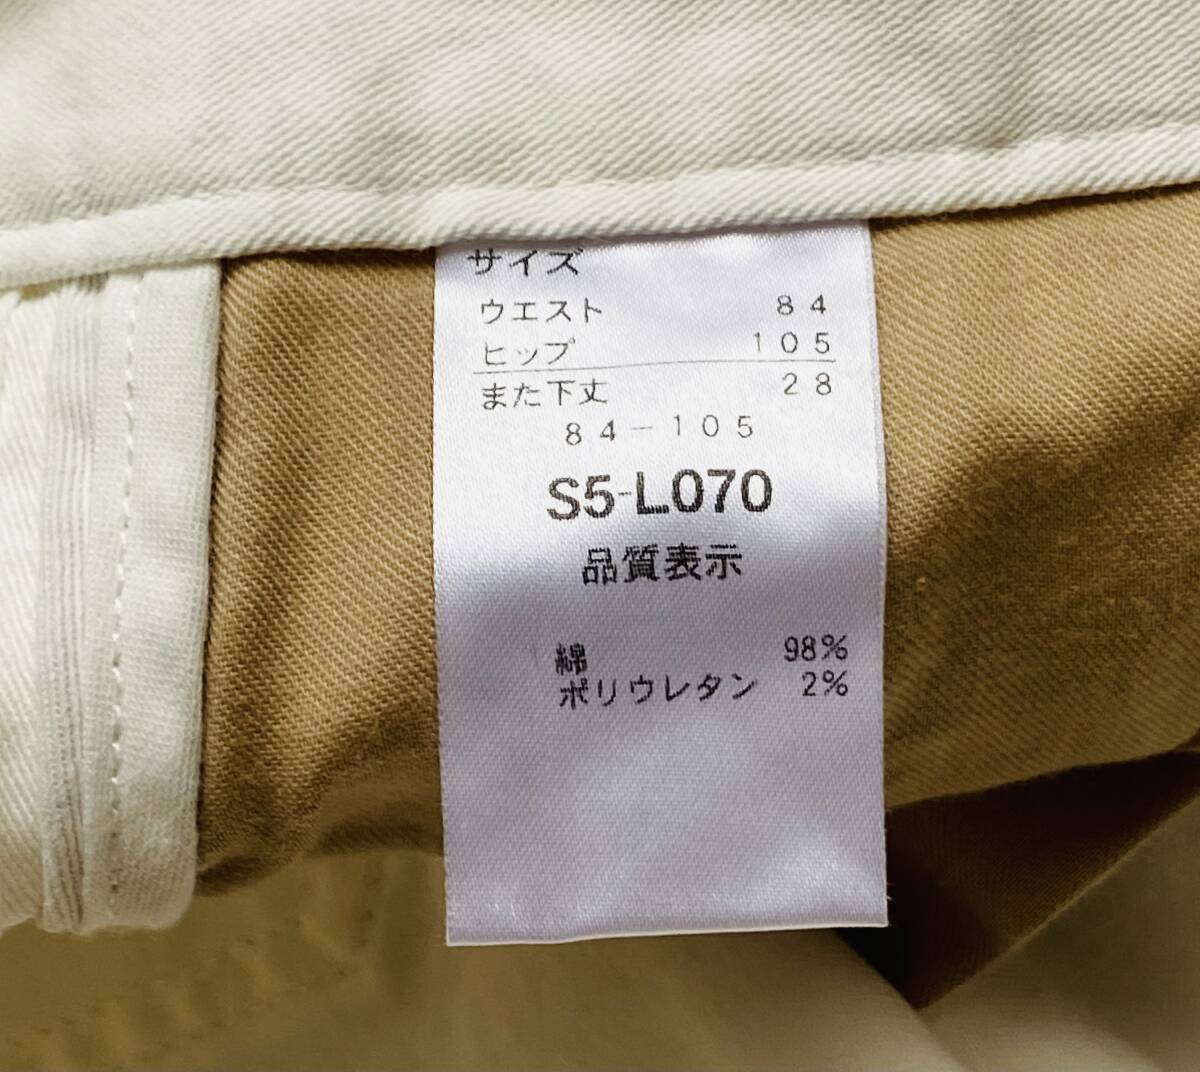 サイズ
ウエスト 84
ヒップ 105
また下丈 28
84-105
S5-L070
品質表示
綿 98%
ポリウレタン 2%